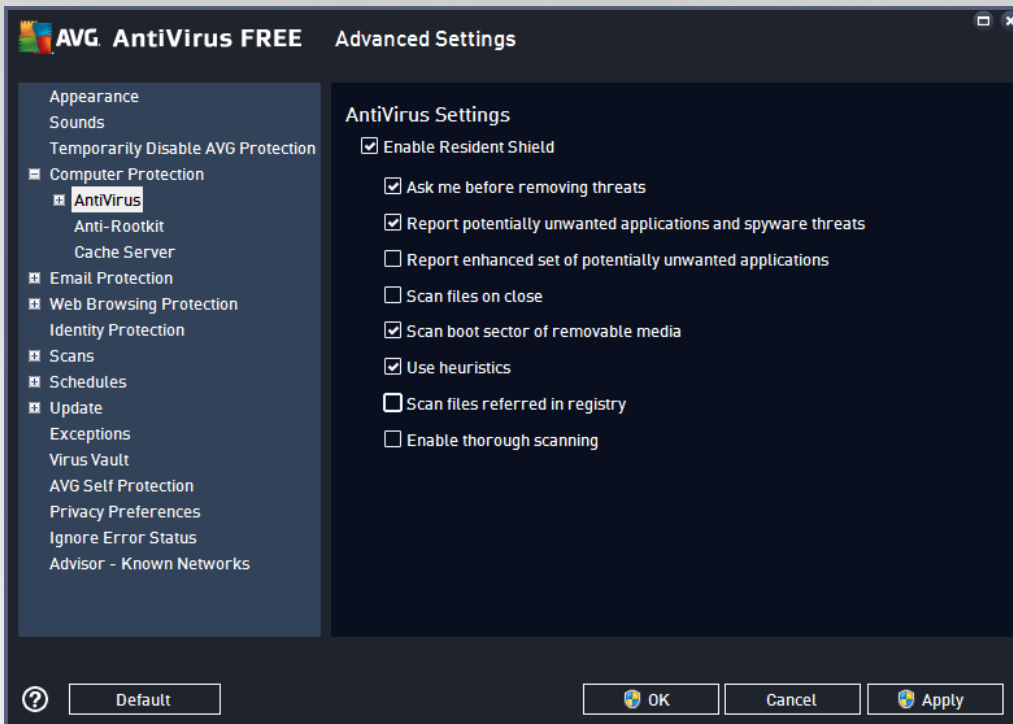 AVG AntiVirus FREE Advanced Settings
Appearance
Sounds
Temporarily Disable AVG Protection
Computer Protection
AntiVirus
Anti-Rootkit
Cache Server
Email Protection
Web Browsing Protection
Identity Protection
Scans
Schedules
Update
Exceptions
Virus Vault
AVG Self Protection
Privacy Preferences
Ignore Error Status
Advisor - Known Networks
AntiVirus Settings
Enable Resident Shield
Ask me before removing threats
Report potentially unwanted applications and spyware threats
Report enhanced set of potentially unwanted applications
Scan files on close
Scan boot sector of removable media
Use heuristics
Scan files referred in registry
Enable thorough scanning
? Default OK Cancel Apply